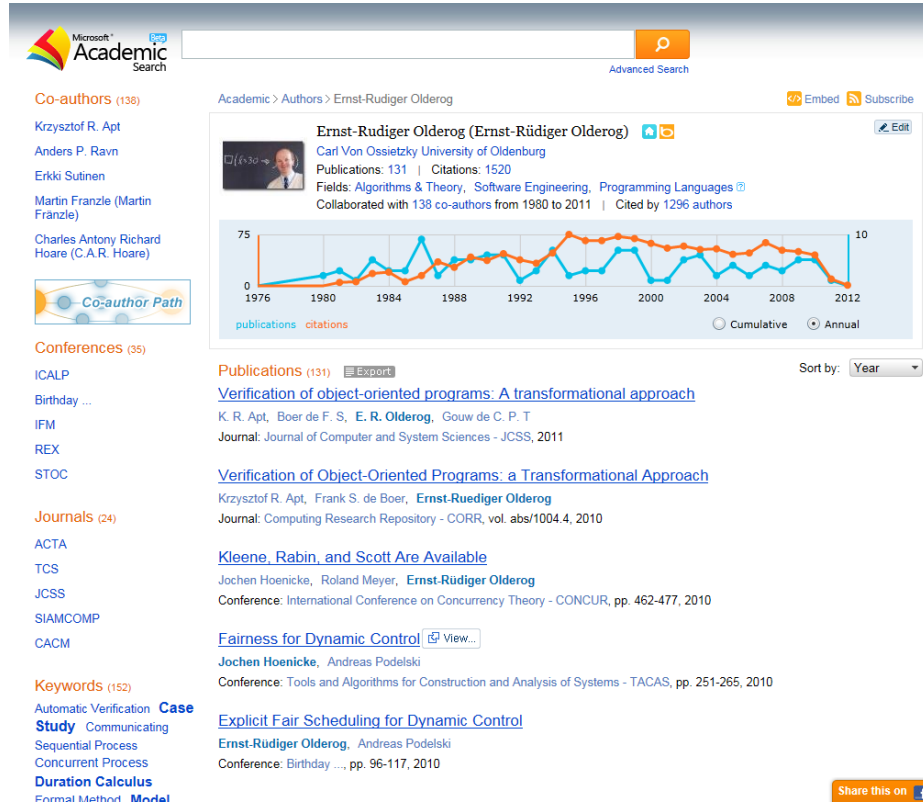 Microsoft® Beta
Academic
Search
Advanced Search
Co-authors (138)
Krzysztof R. Apt
Anders P. Ravn
Erkki Sutinen
Martin Franzle (Martin
Fränzle)
Charles Antony Richard
Hoare (C.A.R. Hoare)
Co-author Path
Conferences (35)
ICALP
Birthday ...
IFM
REX
STOC
Journals (24)
ACTA
TCS
JCSS
SIAMCOMP
CACM
Keywords (152)
Automatic Verification Case
Study Communicating
Sequential Process
Concurrent Process
Duration Calculus
Formal Method Model
Academic > Authors > Ernst-Rudiger Olderog
Embed Subscribe
Ernst-Rudiger Olderog (Ernst-Rüdiger Olderog)
Edit
Carl Von Ossietzky University of Oldenburg
Publications: 131 | Citations: 1520
Fields: Algorithms & Theory, Software Engineering, Programming Languages ?
Collaborated with 138 co-authors from 1980 to 2011 | Cited by 1296 authors
75 10
0
1976 1980 1984 1988 1992 1996 2000 2004 2008 2012
publications citations Cumulative Annual
Publications (131) Export
Sort by: Year
Verification of object-oriented programs: A transformational approach
K. R. Apt, Boer de F. S, E. R. Olderog, Gouw de C. P. T
Journal: Journal of Computer and System Sciences - JCSS, 2011
Verification of Object-Oriented Programs: a Transformational Approach
Krzysztof R. Apt, Frank S. de Boer, Ernst-Ruediger Olderog
Journal: Computing Research Repository - CORR, vol. abs/1004.4, 2010
Kleene, Rabin, and Scott Are Available
Jochen Hoenicke, Roland Meyer, Ernst-Rüdiger Olderog
Conference: International Conference on Concurrency Theory - CONCUR, pp. 462-477, 2010
Fairness for Dynamic Control View...
Jochen Hoenicke, Andreas Podelski
Conference: Tools and Algorithms for Construction and Analysis of Systems - TACAS, pp. 251-265, 2010
Explicit Fair Scheduling for Dynamic Control
Ernst-Rüdiger Olderog, Andreas Podelski
Conference: Birthday ..., pp. 96-117, 2010
Share this on